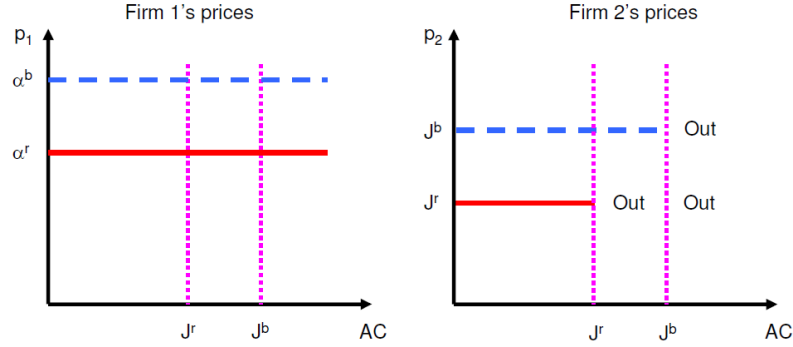 Firm 1's prices
p₁
αᵇ
αʳ
Jʳ
Jᵇ
AC
Firm 2's prices
p₂
Jᵇ
Out
Jʳ
Out
Out
Jʳ
Jᵇ
AC